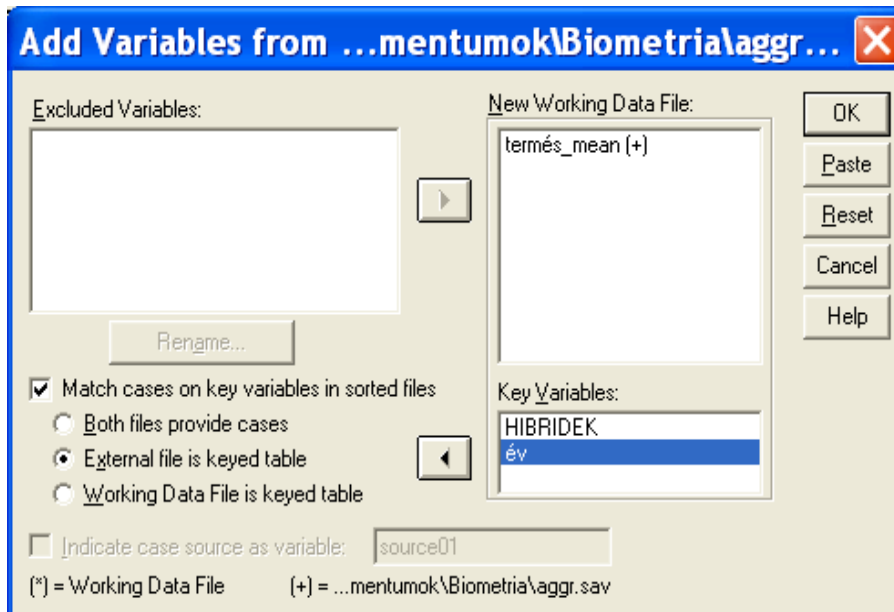 Add Variables from ...mentumok\Biometria\aggr...
Excluded Variables:
Rename...
Match cases on key variables in sorted files
Both files provide cases
External file is keyed table
Working Data File is keyed table
Indicate case source as variable:
source01
(*) = Working Data File
(+) = ...mentumok\Biometria\aggr.sav
New Working Data File:
termés_mean (+)
Key Variables:
HIBRIDEK
év
OK
Paste
Reset
Cancel
Help